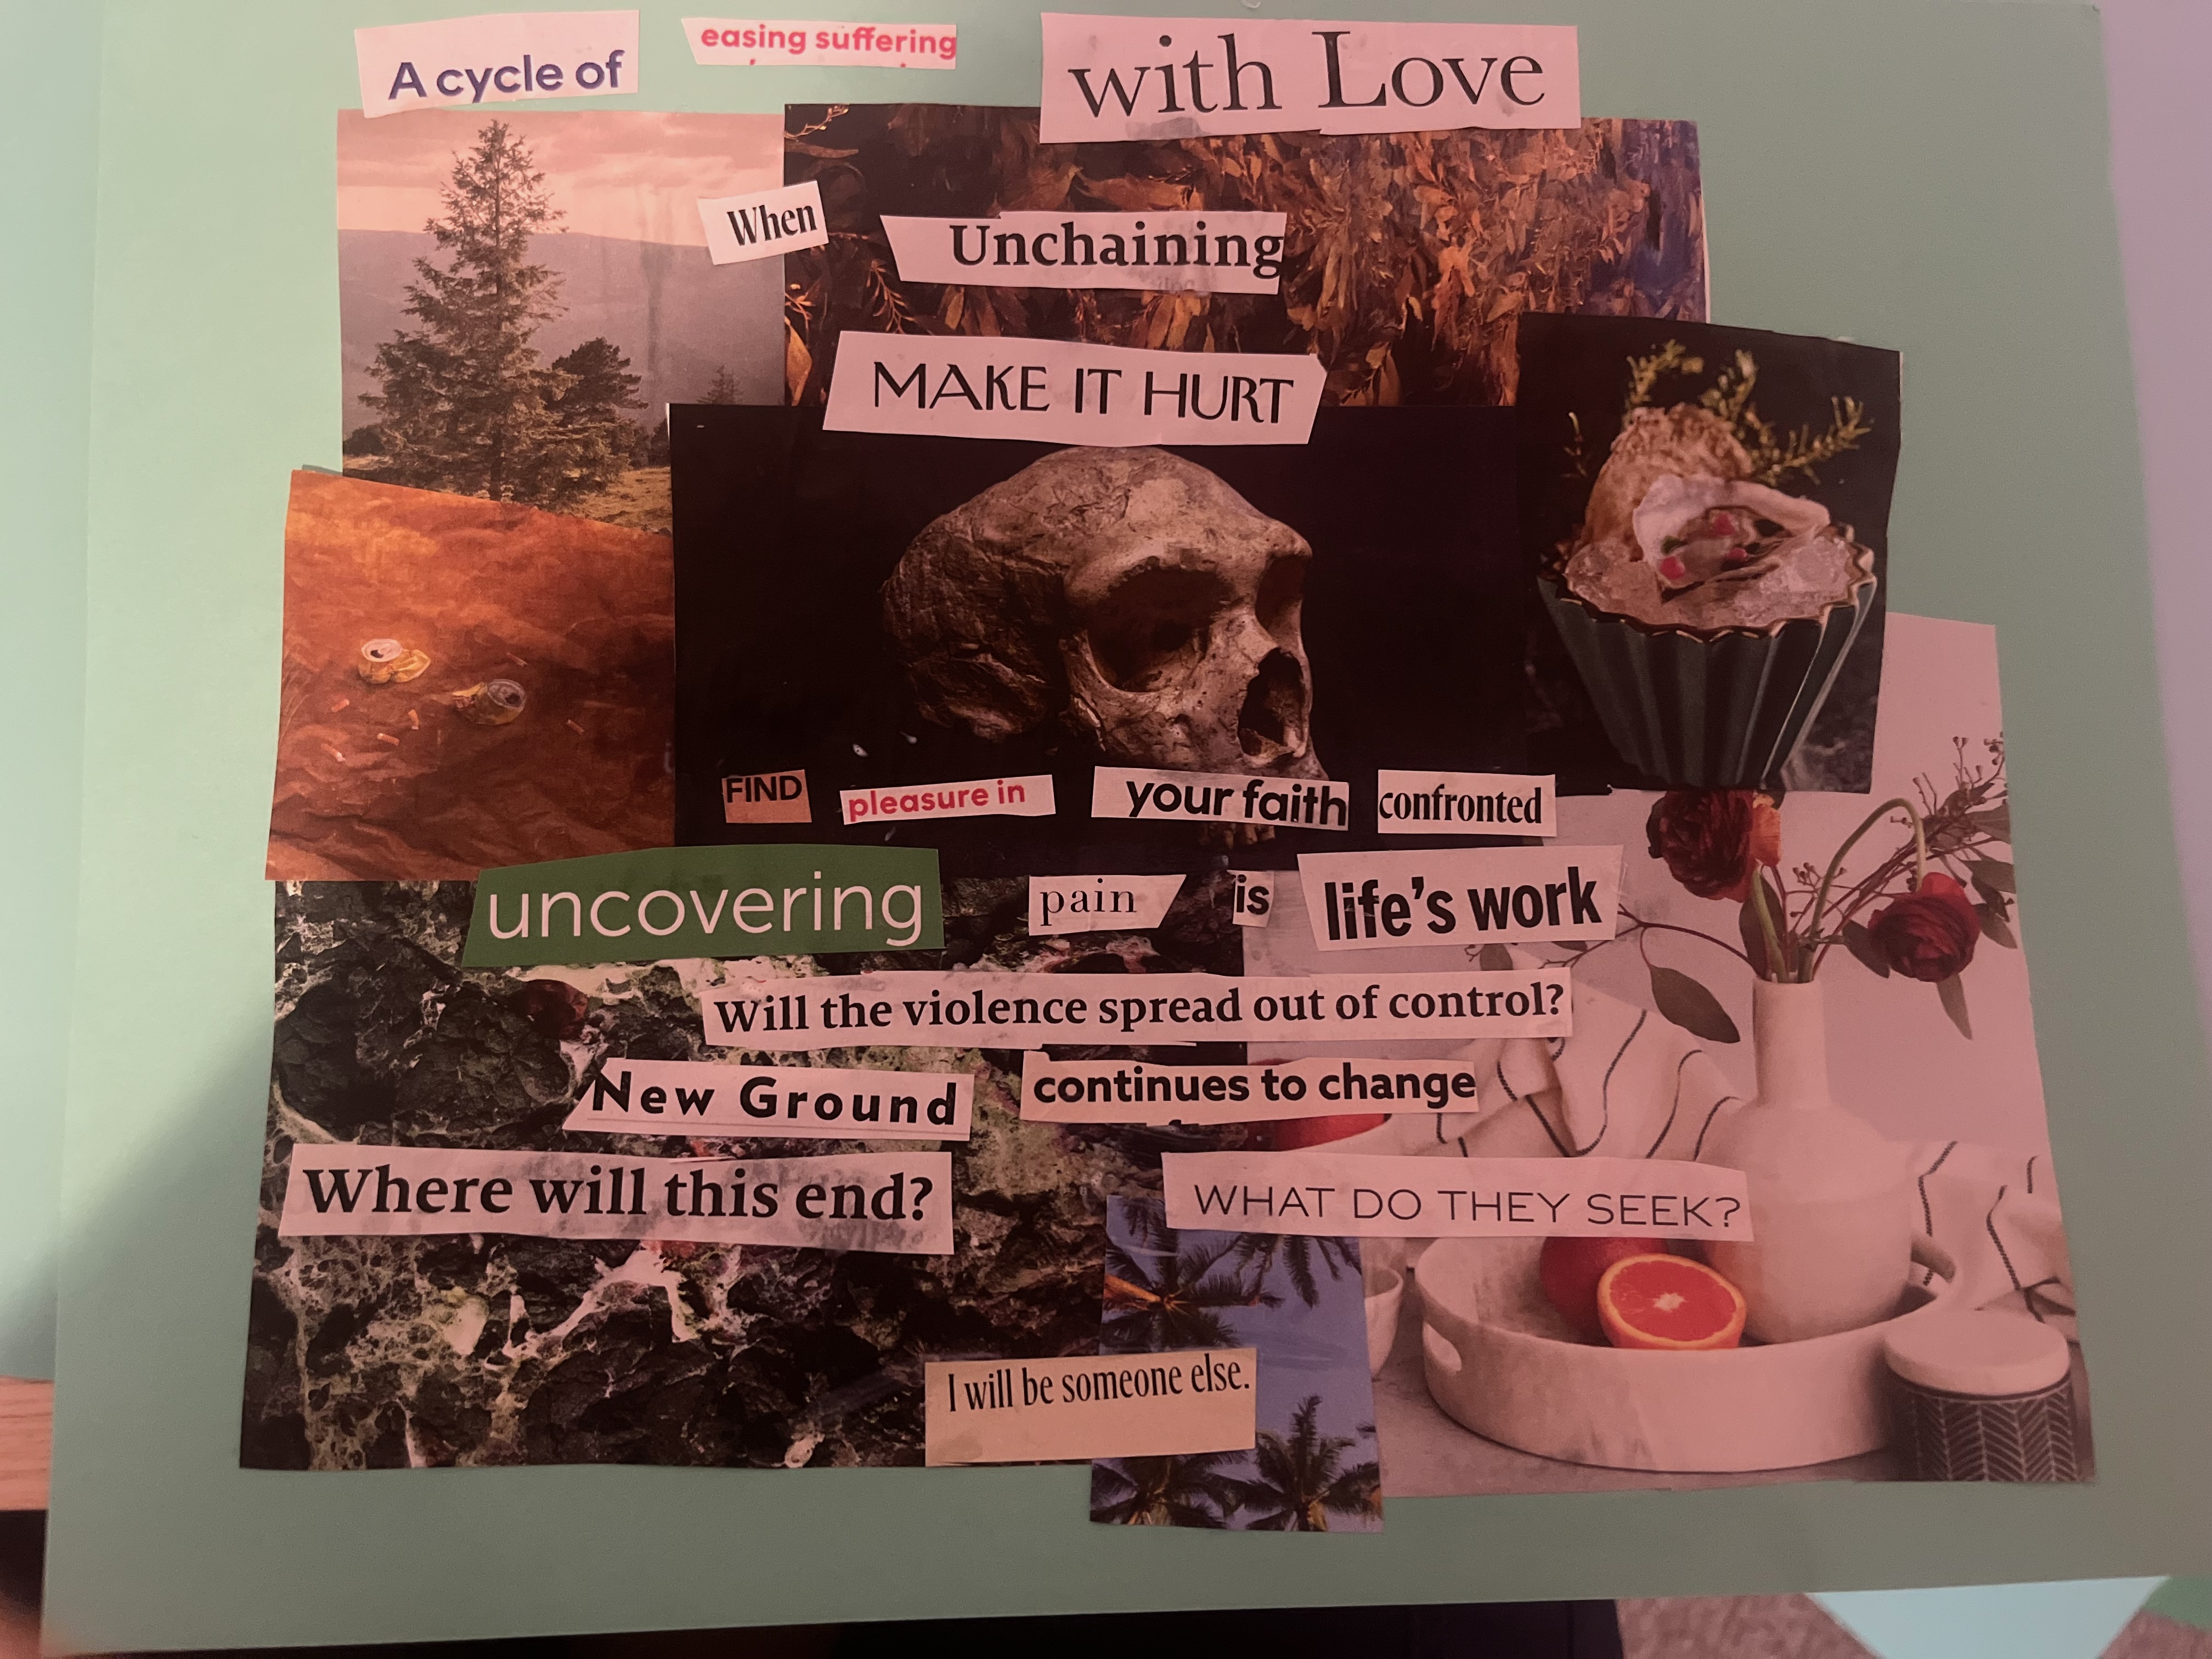 A cycle of easing suffering with Love
When Unchaining
MAKE IT HURT
FIND pleasure in your faith confronted
uncovering pain is life's work
Will the violence spread out of control?
New Ground continues to change
Where will this end? WHAT DO THEY SEEK?
I will be someone else.